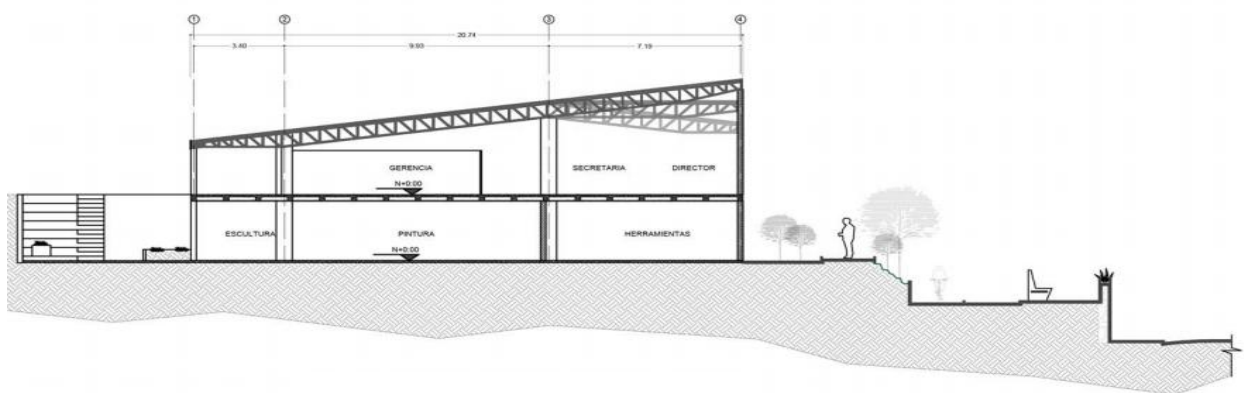 1 2 3 4
20.74
3.40 9.93 7.19
GERENCIA SECRETARIA DIRECTOR
N+0:00
ESCULTURA PINTURA HERRAMIENTAS
N+0:00